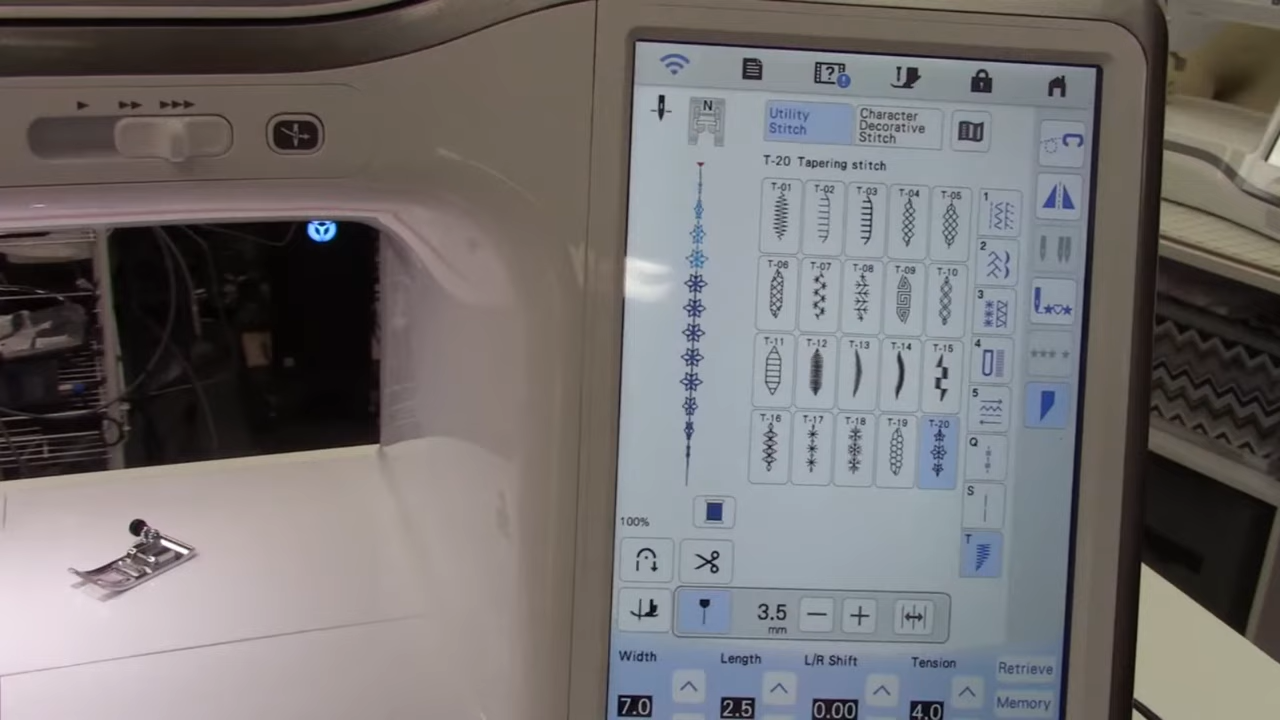 N
Utility
Stitch
Character
Decorative
Stitch
T-20 Tapering stitch
T-01 T-02 T-03 T-04 T-05
1
T-06 T-07 T-08 T-09 T-10
2
3
T-11 T-12 T-13 T-14 T-15
4
5
T-16 T-17 T-18 T-19 T-20
Q
S
T
100%
3.5
mm
Width Length L/R Shift Tension
Retrieve
7.0 2.5 0.00 4.0
Memory